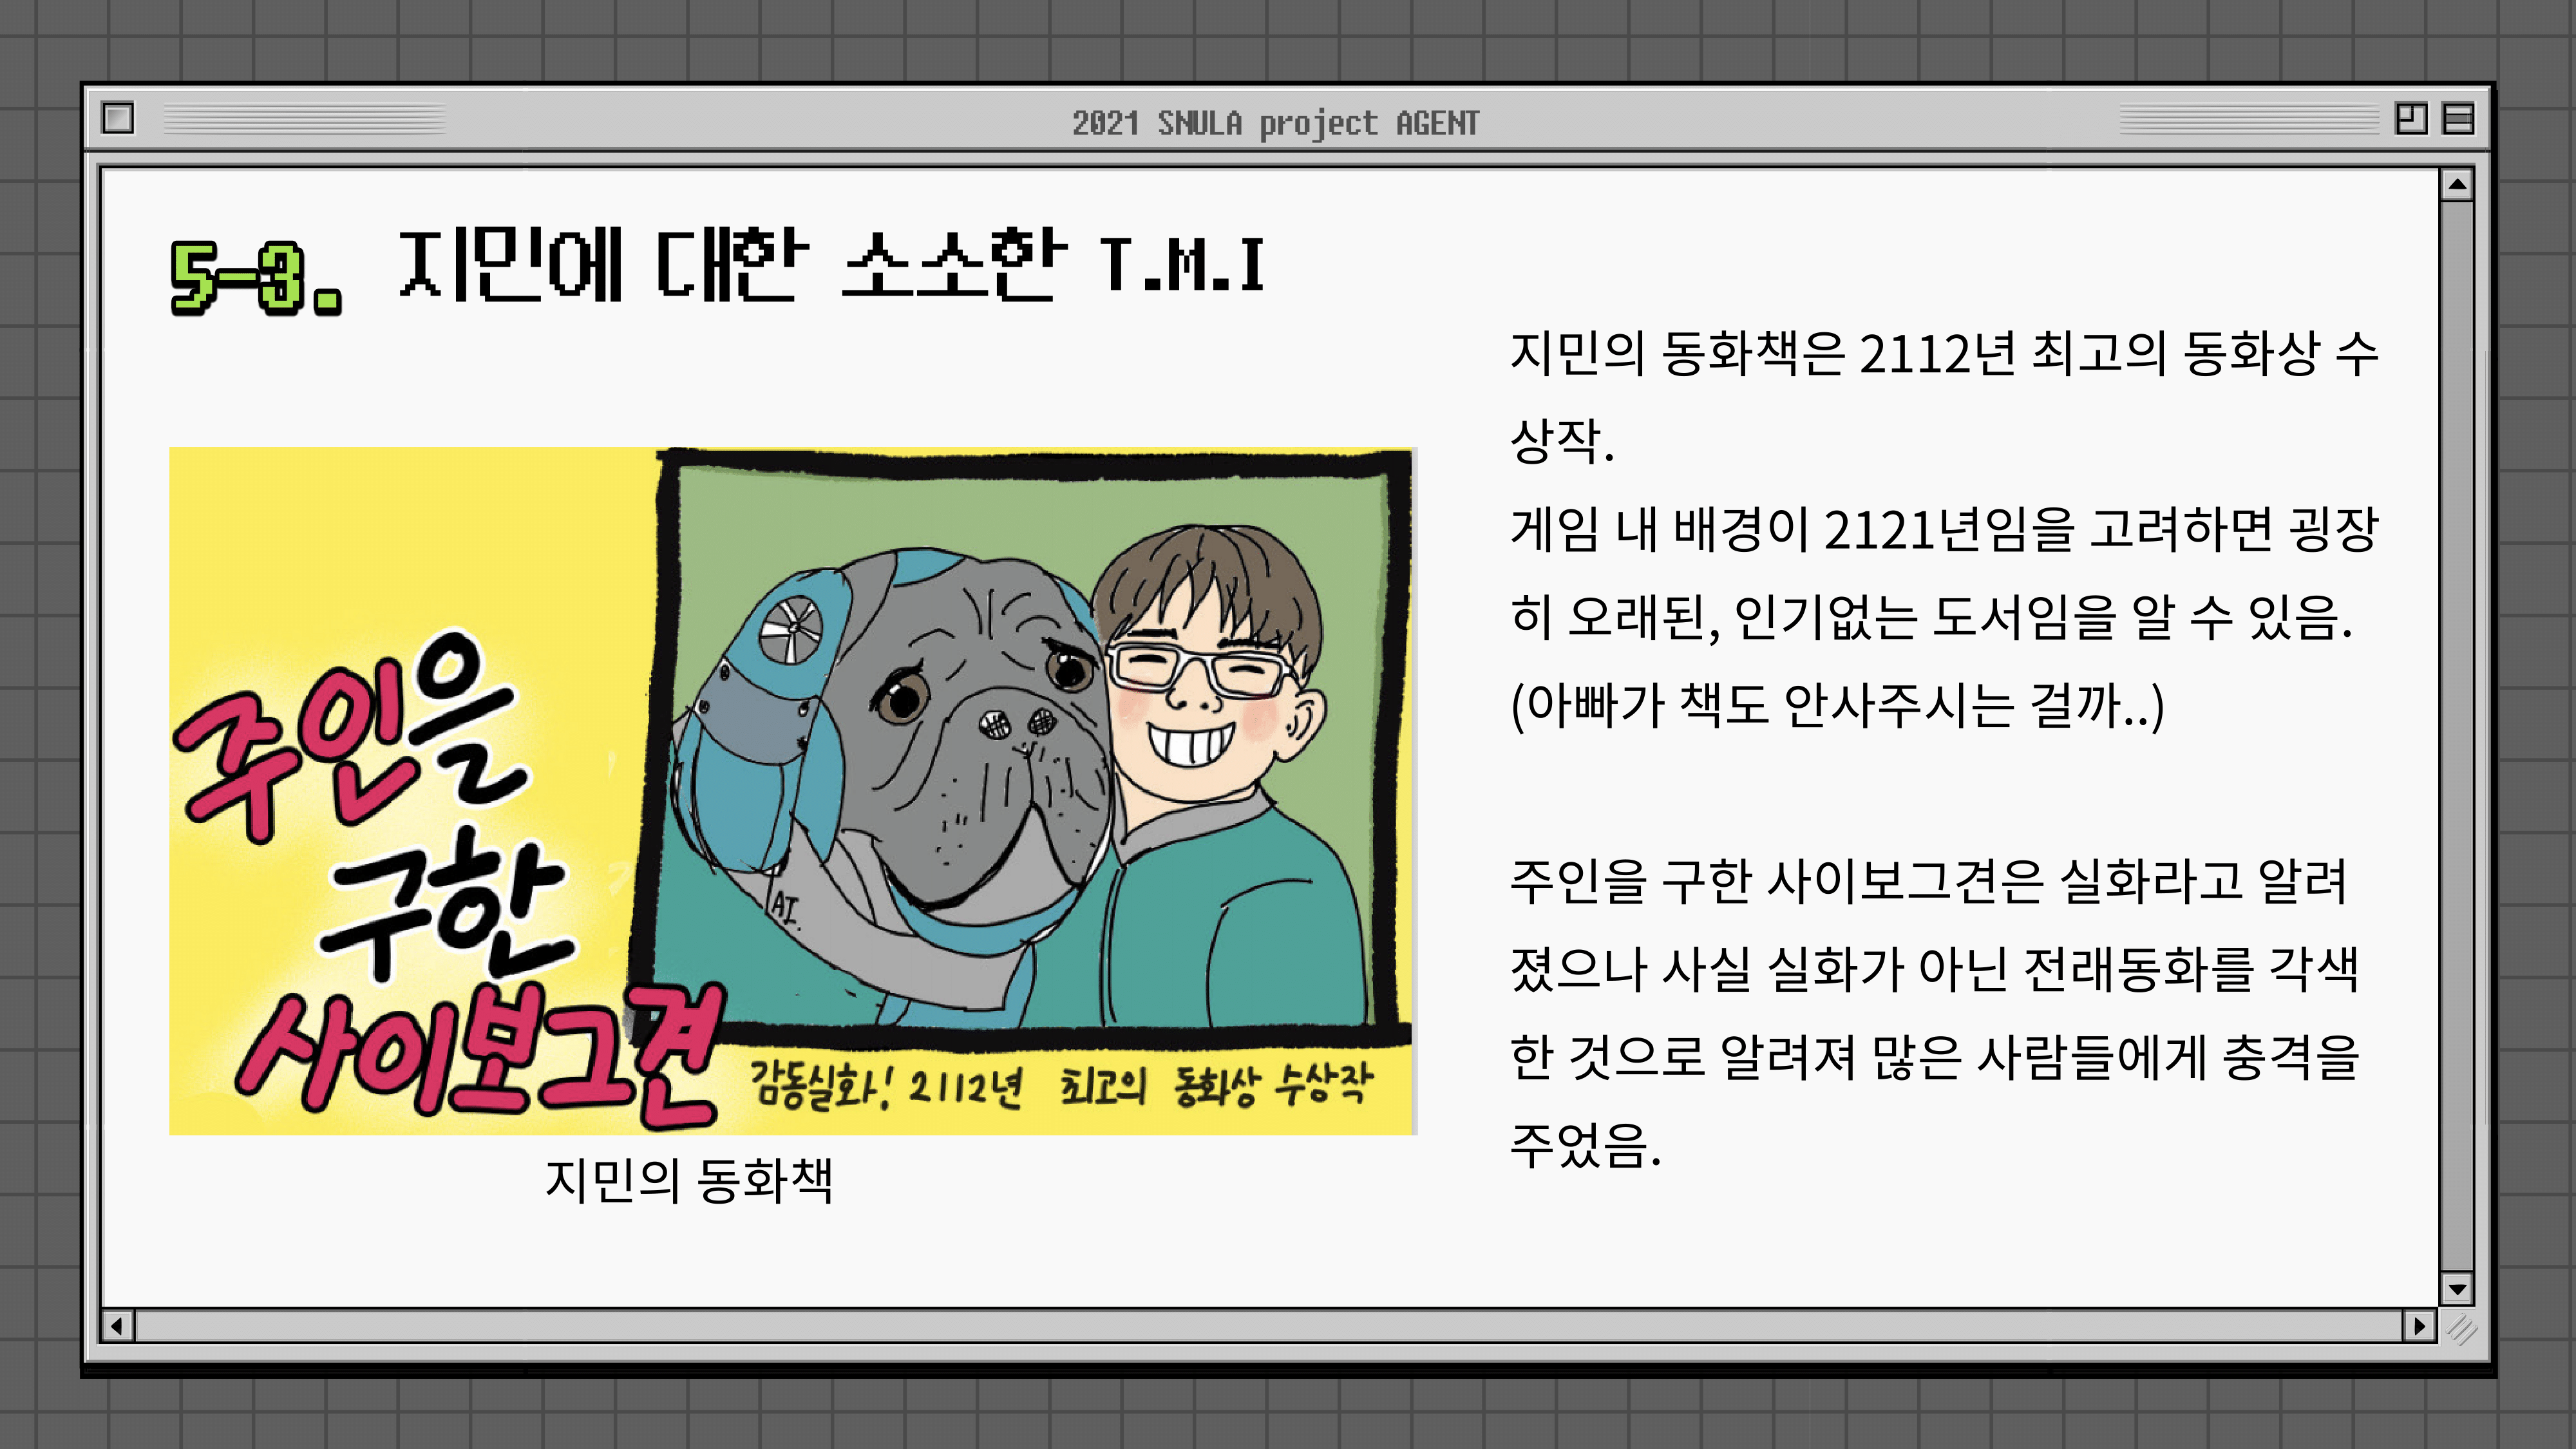 2021 SNULA project AGENT
5-3. 지민에 대한 소소한 T.M.I
주인을
구한
사이보그견
AI.
감동실화! 2112년 최고의 동화상 수상작
지민의 동화책
지민의 동화책은 2112년 최고의 동화상 수
상작.
게임 내 배경이 2121년임을 고려하면 굉장
히 오래된, 인기없는 도서임을 알 수 있음.
(아빠가 책도 안사주시는 걸까..)
주인을 구한 사이보그견은 실화라고 알려
졌으나 사실 실화가 아닌 전래동화를 각색
한 것으로 알려져 많은 사람들에게 충격을
주었음.